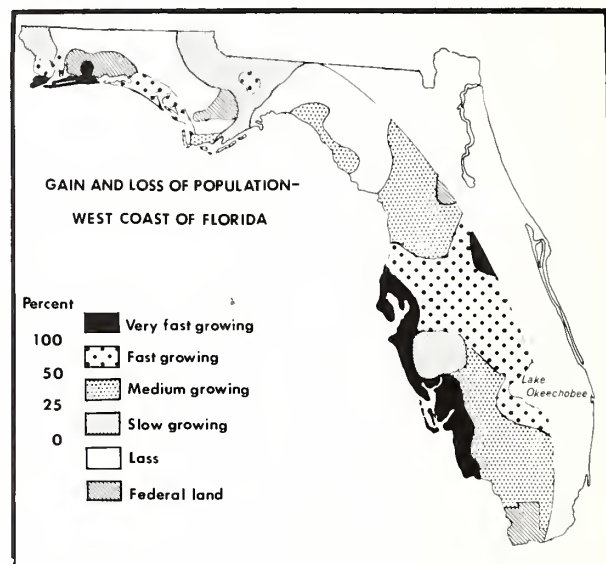 GAIN AND LOSS OF POPULATION-
WEST COAST OF FLORIDA
Percent
100
50
25
0
Very fast growing
Fast growing
Medium growing
Slow growing
Lass
Federal land
Lake
Okeechobee